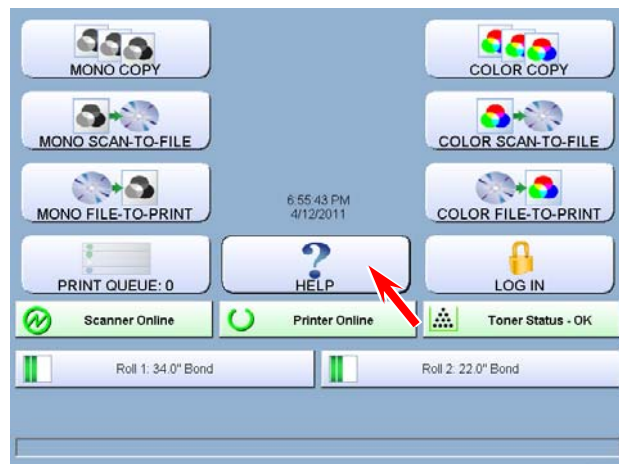 MONO COPY
COLOR COPY
MONO SCAN-TO-FILE
COLOR SCAN-TO-FILE
MONO FILE-TO-PRINT
6:55:43 PM
4/12/2011
COLOR FILE-TO-PRINT
PRINT QUEUE: 0
HELP
LOG IN
Scanner Online
Printer Online
Toner Status - OK
Roll 1: 34.0" Bond
Roll 2: 22.0" Bond